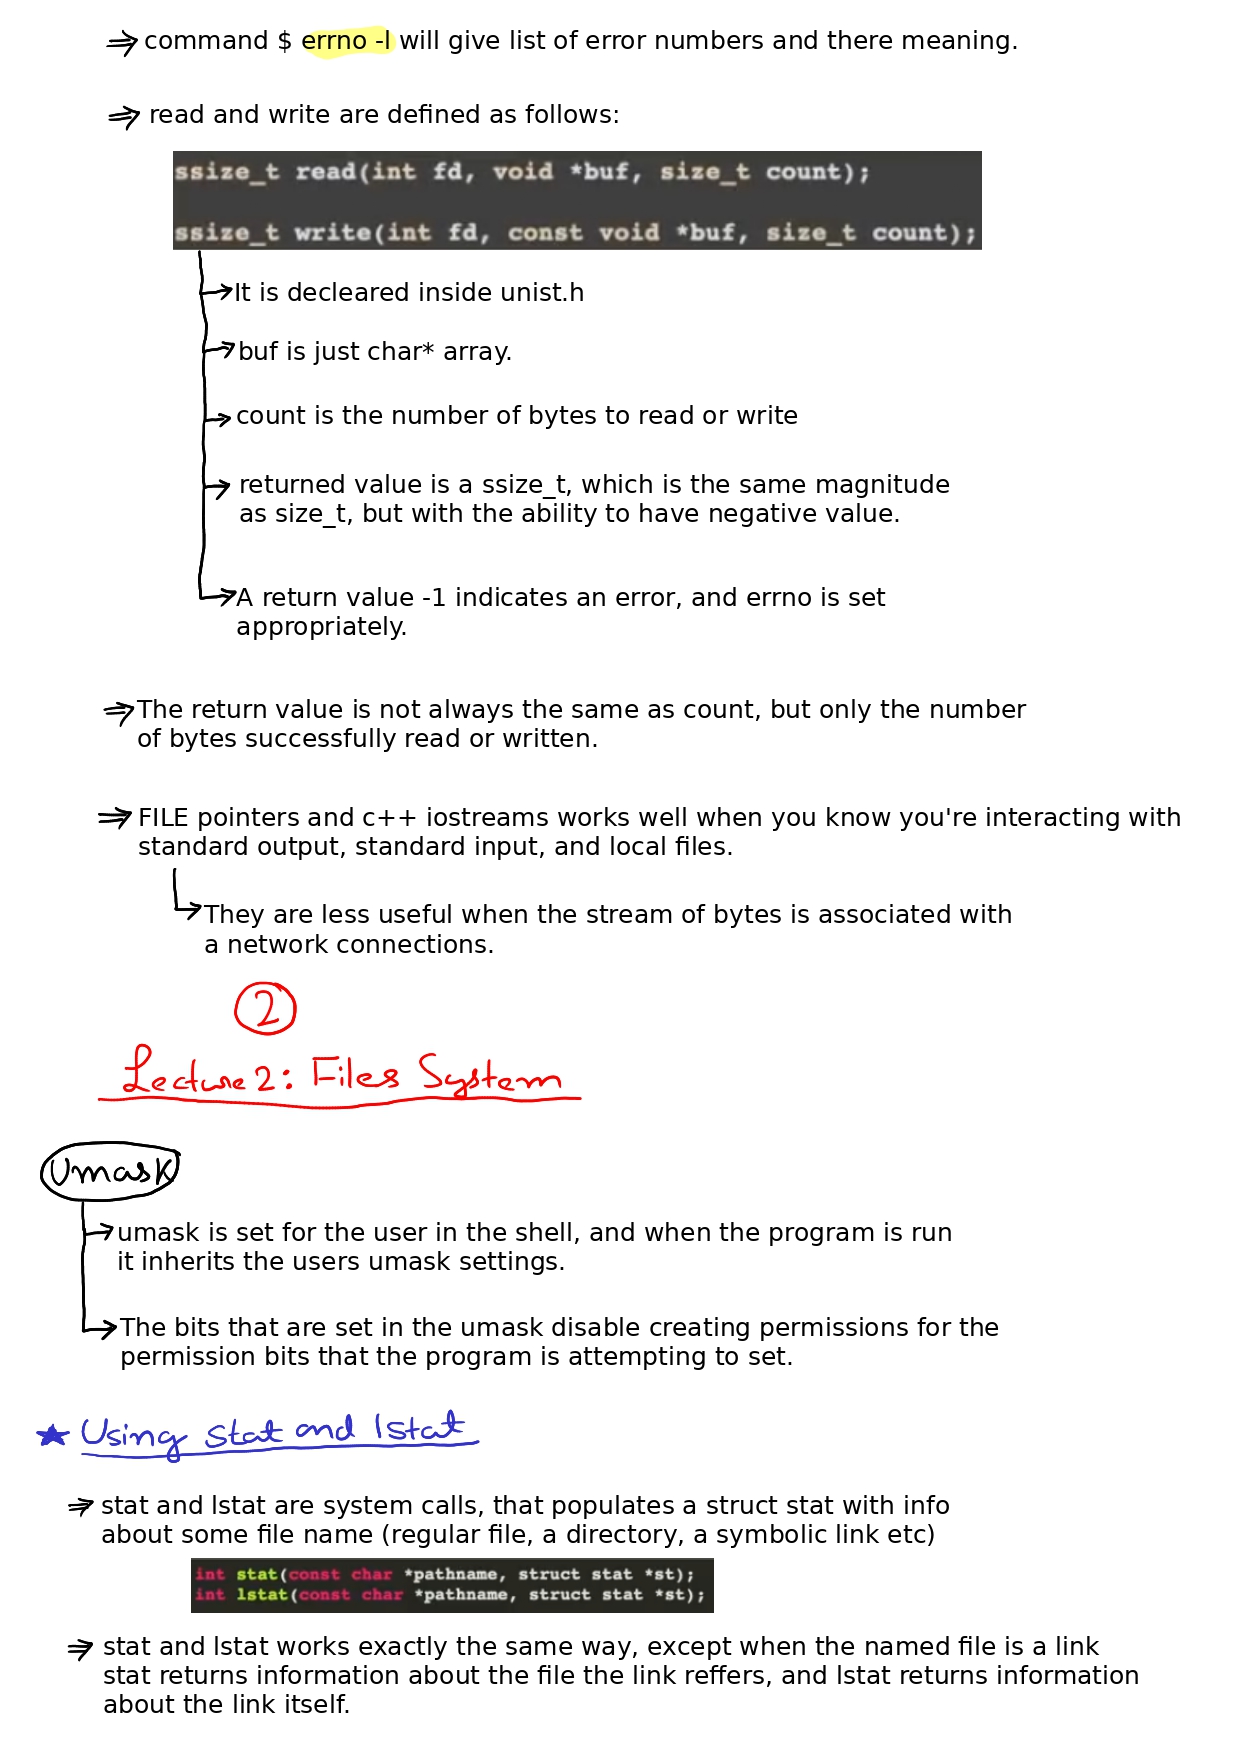 command $ errno -l will give list of error numbers and there meaning.
read and write are defined as follows:
ssize_t read(int fd, void *buf, size_t count);
ssize_t write(int fd, const void *buf, size_t count);
It is decleared inside unist.h
buf is just char* array.
count is the number of bytes to read or write
returned value is a ssize_t, which is the same magnitude
as size_t, but with the ability to have negative value.
A return value -1 indicates an error, and errno is set
appropriately.
The return value is not always the same as count, but only the number
of bytes successfully read or written.
FILE pointers and c++ iostreams works well when you know you're interacting with
standard output, standard input, and local files.
They are less useful when the stream of bytes is associated with
a network connections.
2
Lecture 2: Files System
Umask
umask is set for the user in the shell, and when the program is run
it inherits the users umask settings.
The bits that are set in the umask disable creating permissions for the
permission bits that the program is attempting to set.
Using stat and lstat
stat and lstat are system calls, that populates a struct stat with info
about some file name (regular file, a directory, a symbolic link etc)
int stat(const char *pathname, struct stat *st);
int lstat(const char *pathname, struct stat *st);
stat and lstat works exactly the same way, except when the named file is a link
stat returns information about the file the link reffers, and lstat returns information
about the link itself.